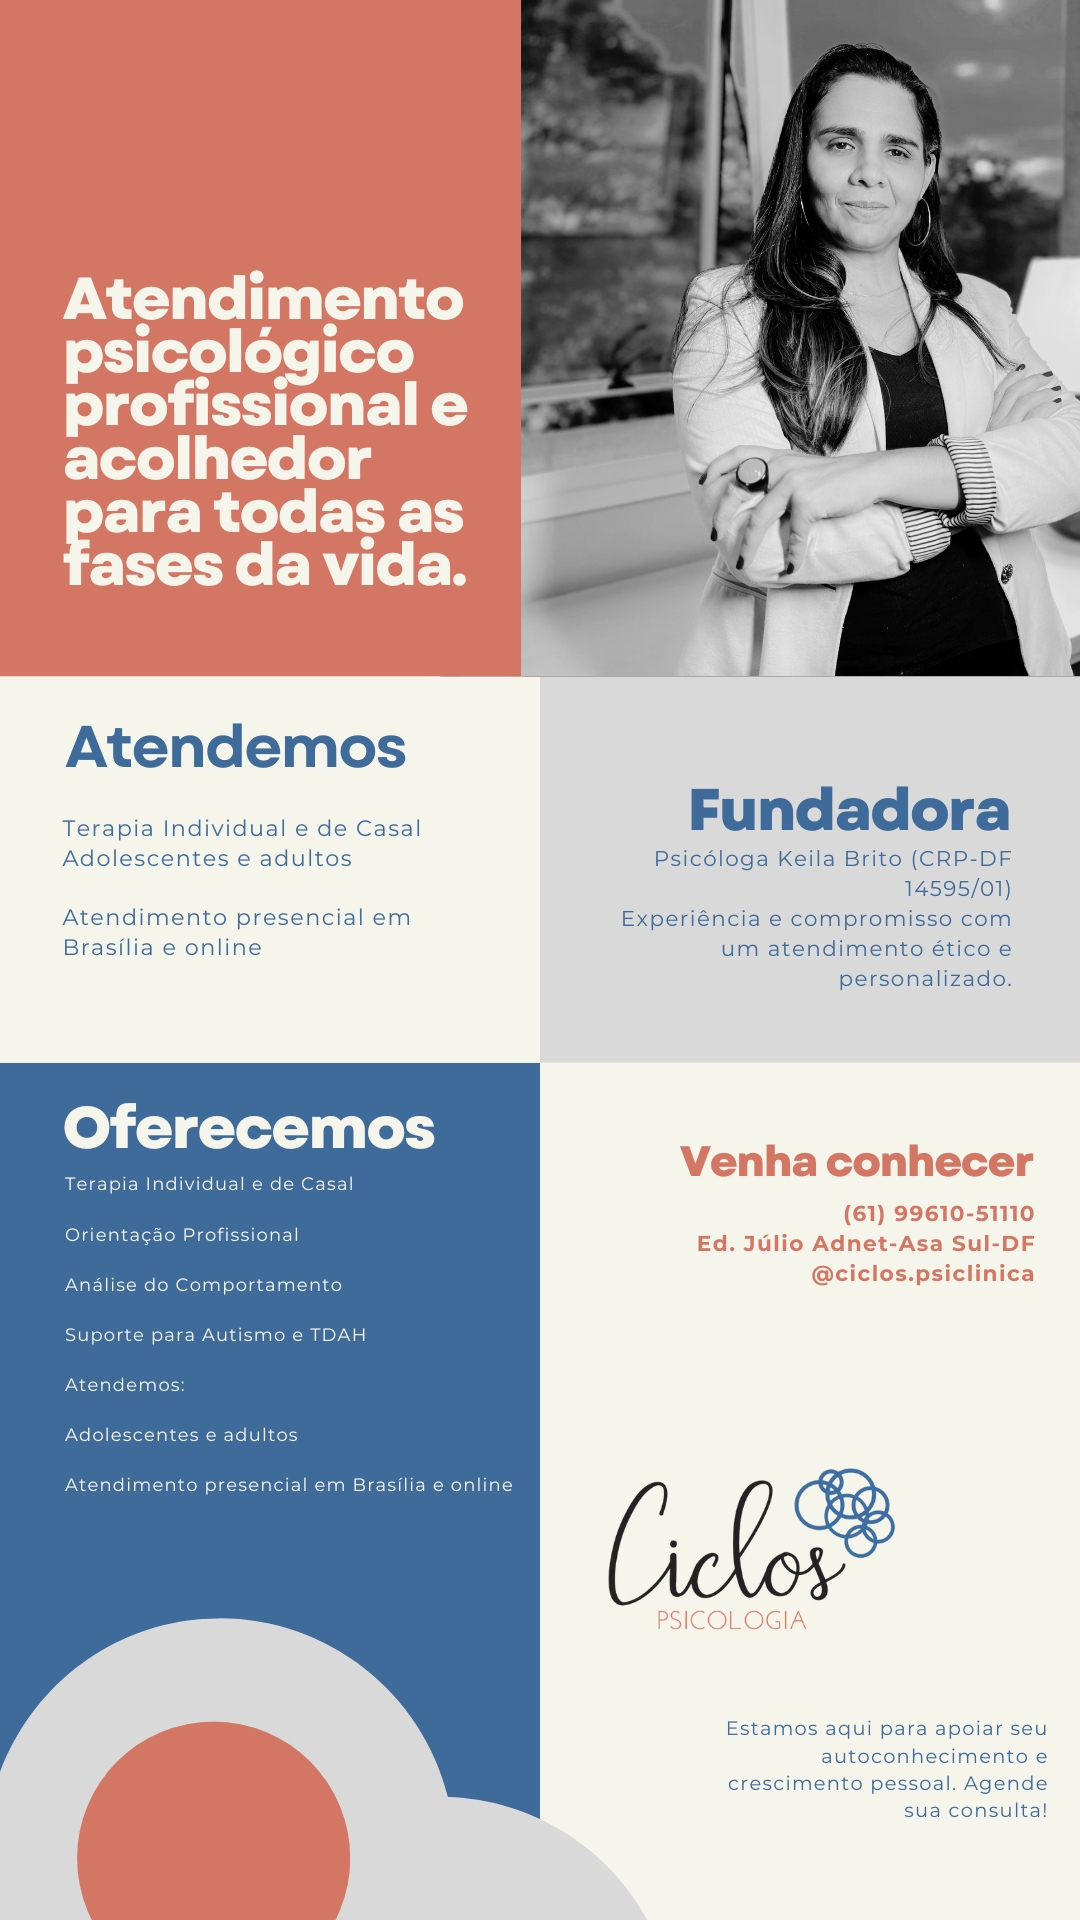 Atendimento
psicológico
profissional e
acolhedor
para todas as
fases da vida.
Atendemos
Terapia Individual e de Casal
Adolescentes e adultos
Atendimento presencial em
Brasília e online
Fundadora
Psicóloga Keila Brito (CRP-DF
14595/01)
Experiência e compromisso com
um atendimento ético e
personalizado.
Oferecemos
Terapia Individual e de Casal
Orientação Profissional
Análise do Comportamento
Suporte para Autismo e TDAH
Atendemos:
Adolescentes e adultos
Atendimento presencial em Brasília e online
Venha conhecer
(61) 99610-51110
Ed. Júlio Adnet-Asa Sul-DF
@ciclos.psiclinica
Ciclos
PSICOLOGIA
Estamos aqui para apoiar seu
autoconhecimento e
crescimento pessoal. Agende
sua consulta!